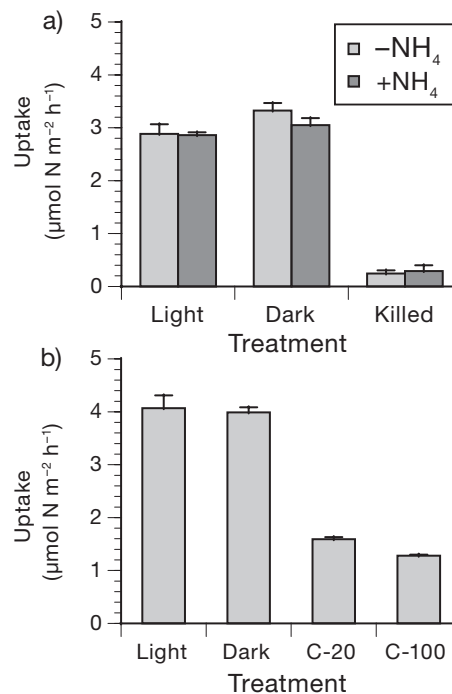 a)
5
4
3
2
1
0
Uptake
(µmol N m⁻² h⁻¹)
–NH₄
+NH₄
Light Dark Killed
Treatment
b)
5
4
3
2
1
0
Uptake
(µmol N m⁻² h⁻¹)
Light Dark C-20 C-100
Treatment